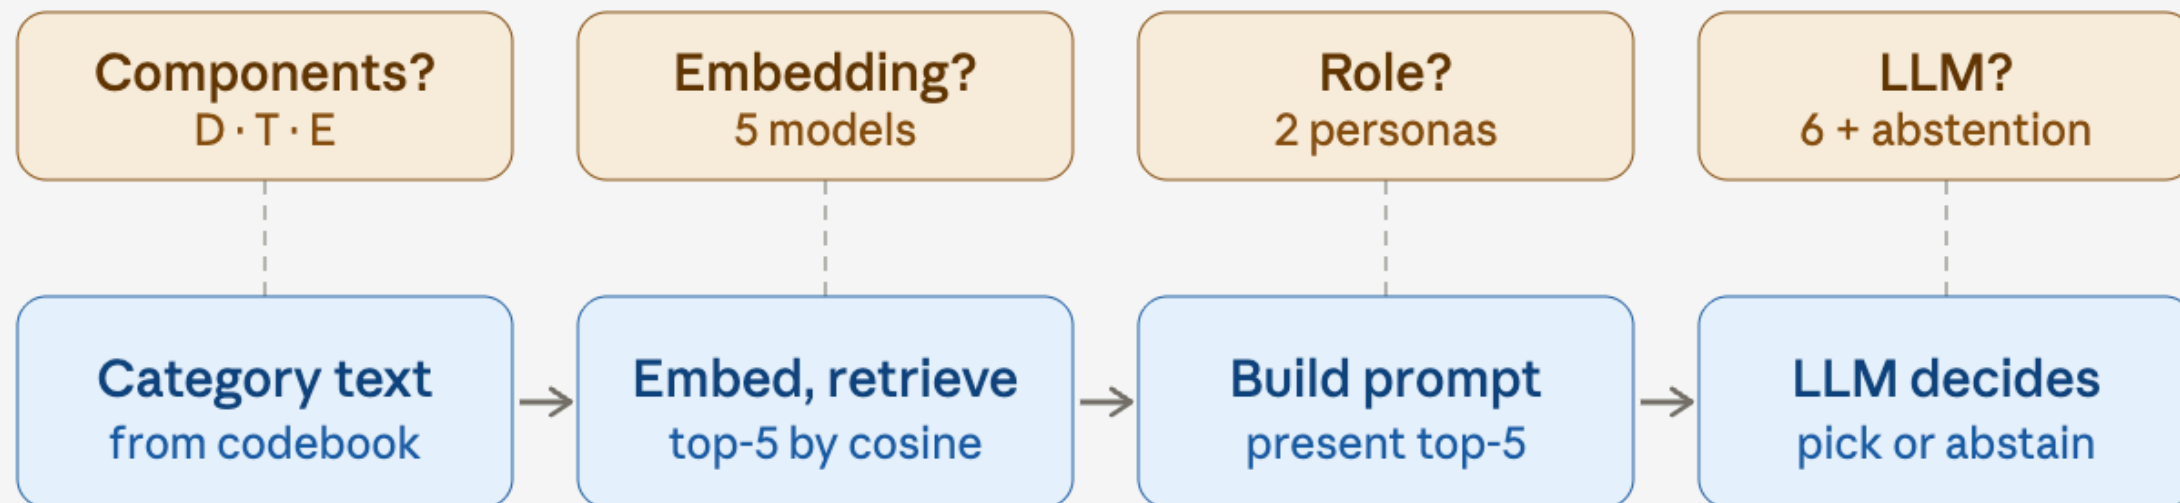 Components?
D · T · E
Embedding?
5 models
Role?
2 personas
LLM?
6 + abstention
Category text
from codebook
Embed, retrieve
top-5 by cosine
Build prompt
present top-5
LLM decides
pick or abstain